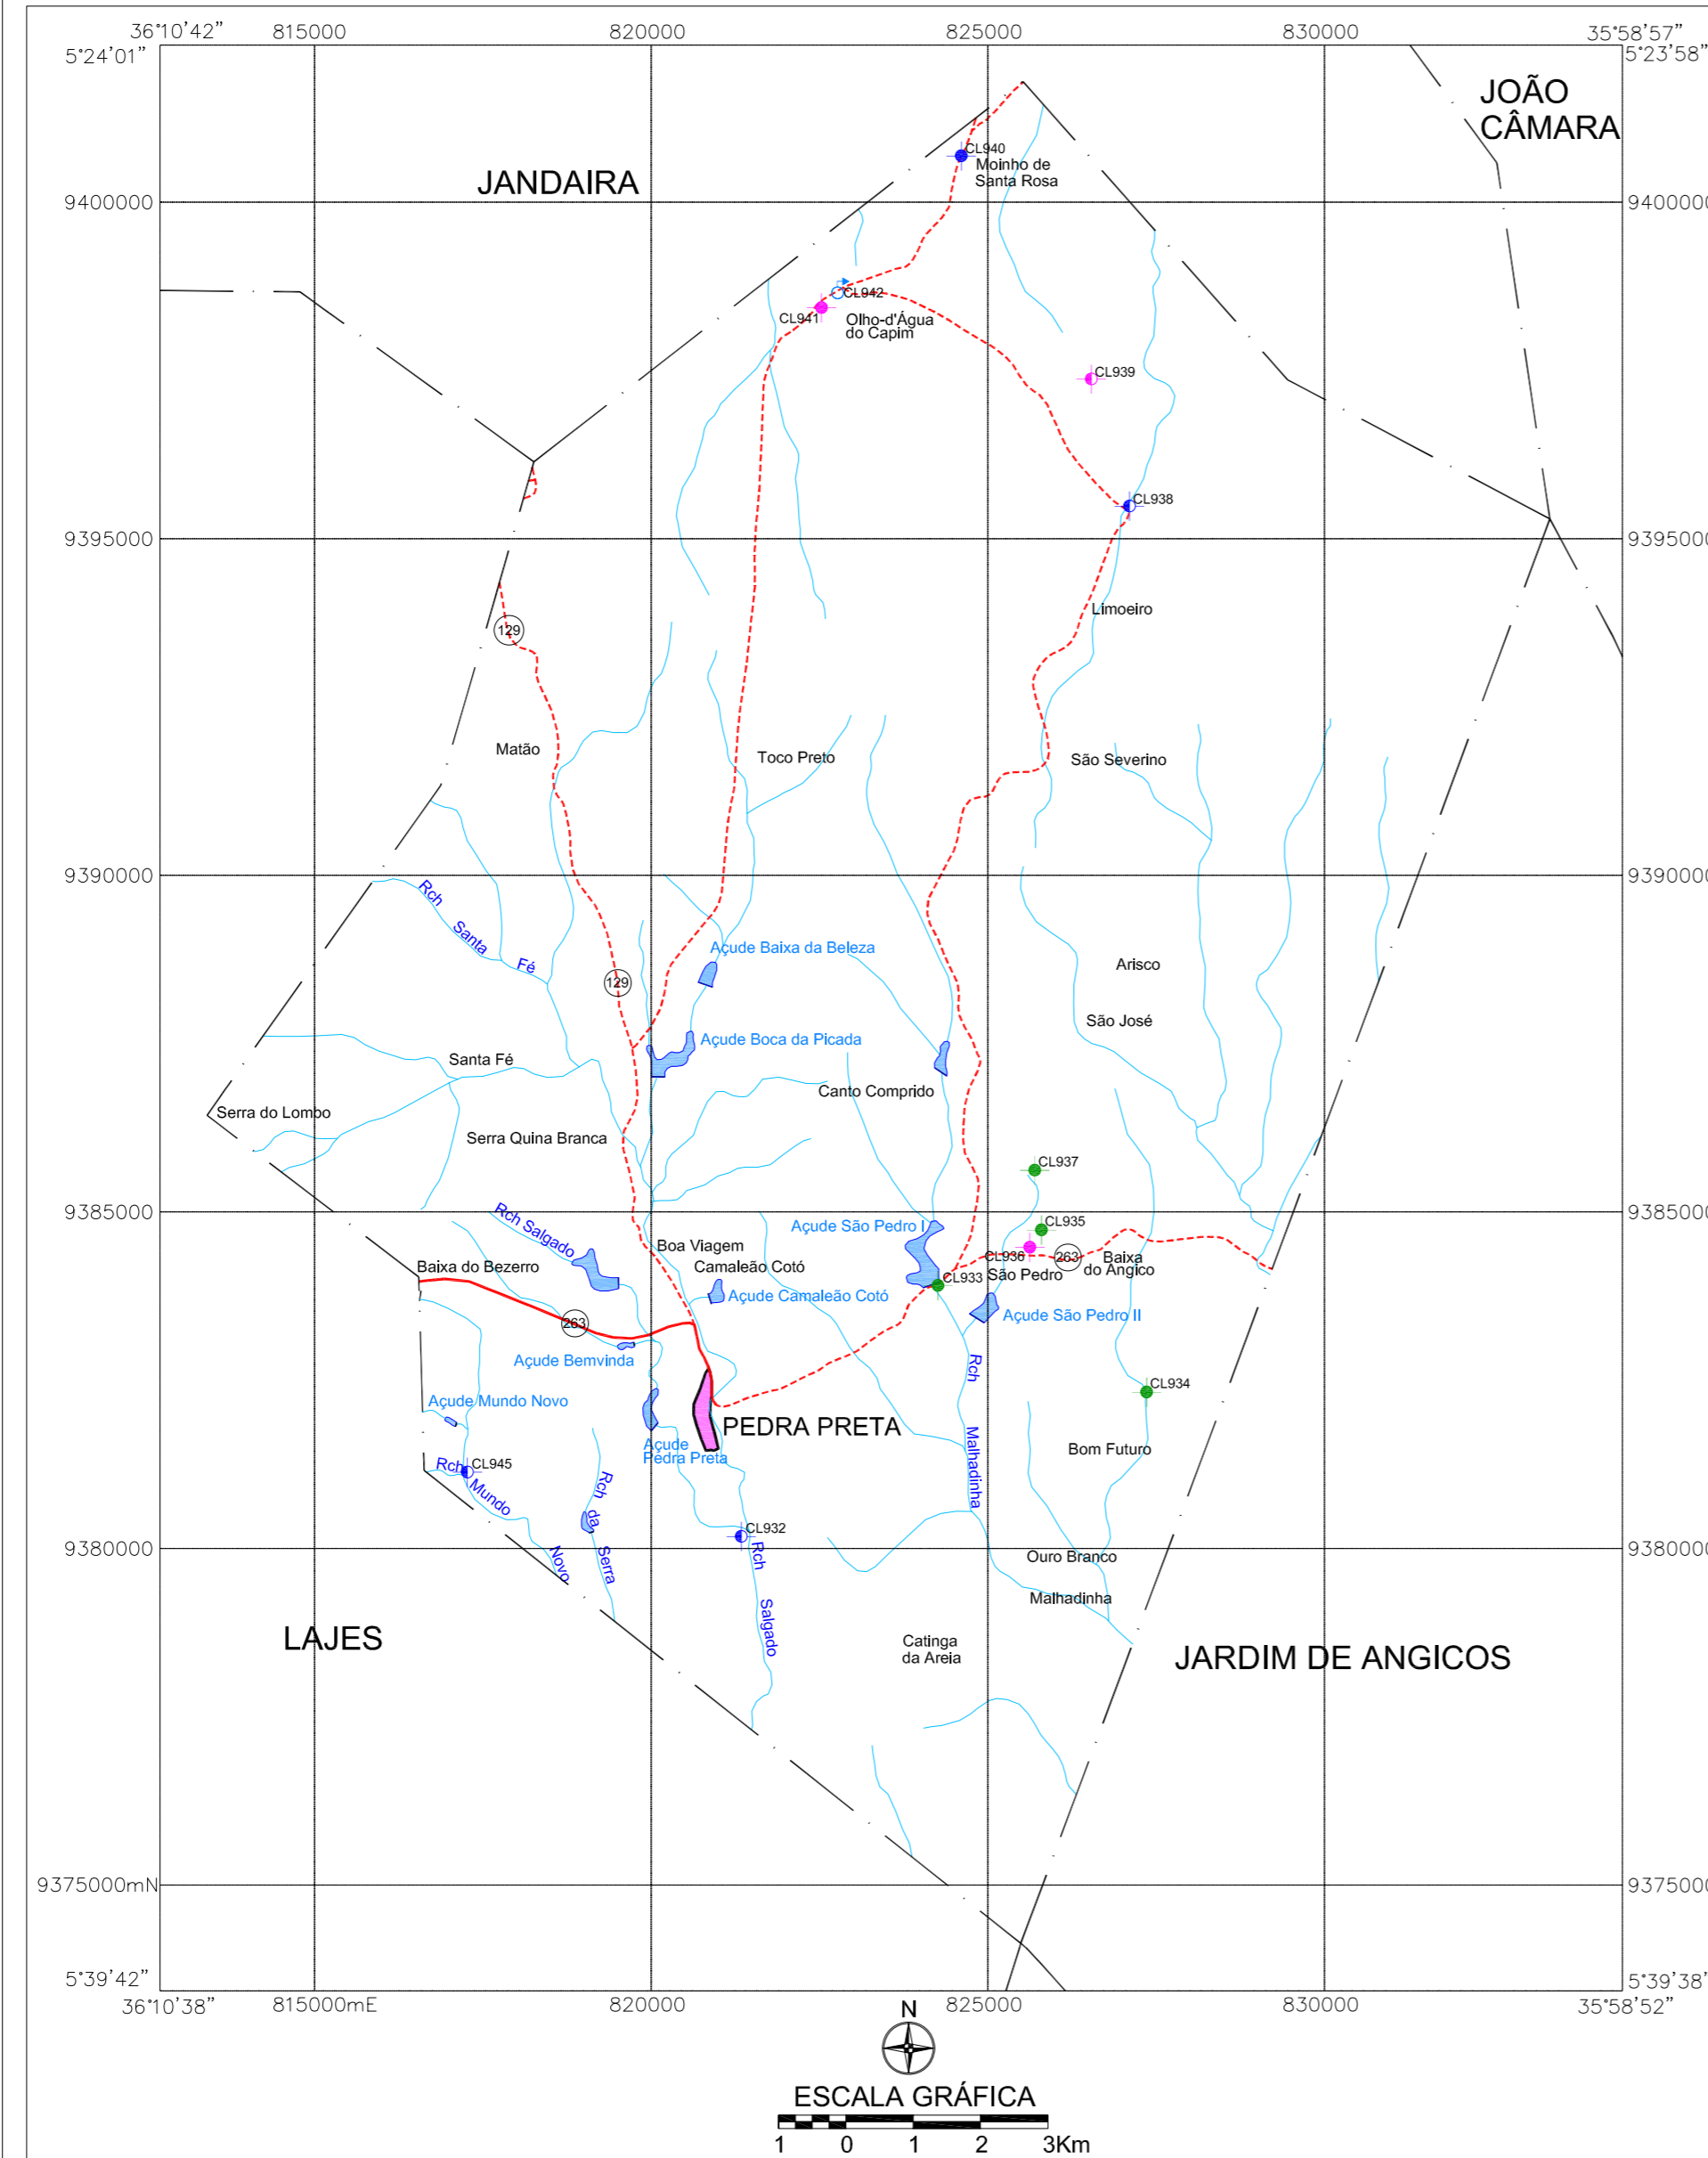 36°10'42"
815000
820000
825000
830000
35°58'57"
5°24'01"
5°23'58"
JOÃO
CÂMARA
CL940
Moinho de
Santa Rosa
JANDAIRA
9400000
9400000
CL942
CL941
Olho-d'Água
do Capim
CL939
CL938
9395000
9395000
Limoeiro
129
Matão
Toco Preto
São Severino
9390000
9390000
Rch
Santa
Fé
Açude Baixa da Beleza
Arisco
129
São José
Açude Boca da Picada
Santa Fé
Canto Comprido
Serra do Lombo
Serra Quina Branca
CL937
9385000
9385000
Rch Salgado
Açude São Pedro I
CL935
Boa Viagem
CL936
263
Baixa
do Angico
Baixa do Bezerro
Camaleão Cotó
São Pedro
CL933
Açude Camaleão Cotó
Açude São Pedro II
263
Açude Bemvinda
Rch
Malhadinha
CL934
Açude Mundo Novo
PEDRA PRETA
Açude
Pedra Preta
Bom Futuro
Rch
Mundo
Novo
CL945
Rch
da
Serra
CL932
Rch
Salgado
9380000
9380000
Ouro Branco
Malhadinha
LAJES
Catinga
da Areia
JARDIM DE ANGICOS
9375000mN
9375000
5°39'42"
5°39'38"
36°10'38"
815000mE
820000
825000
830000
35°58'52"
N
ESCALA GRÁFICA
1 0 1 2 3Km